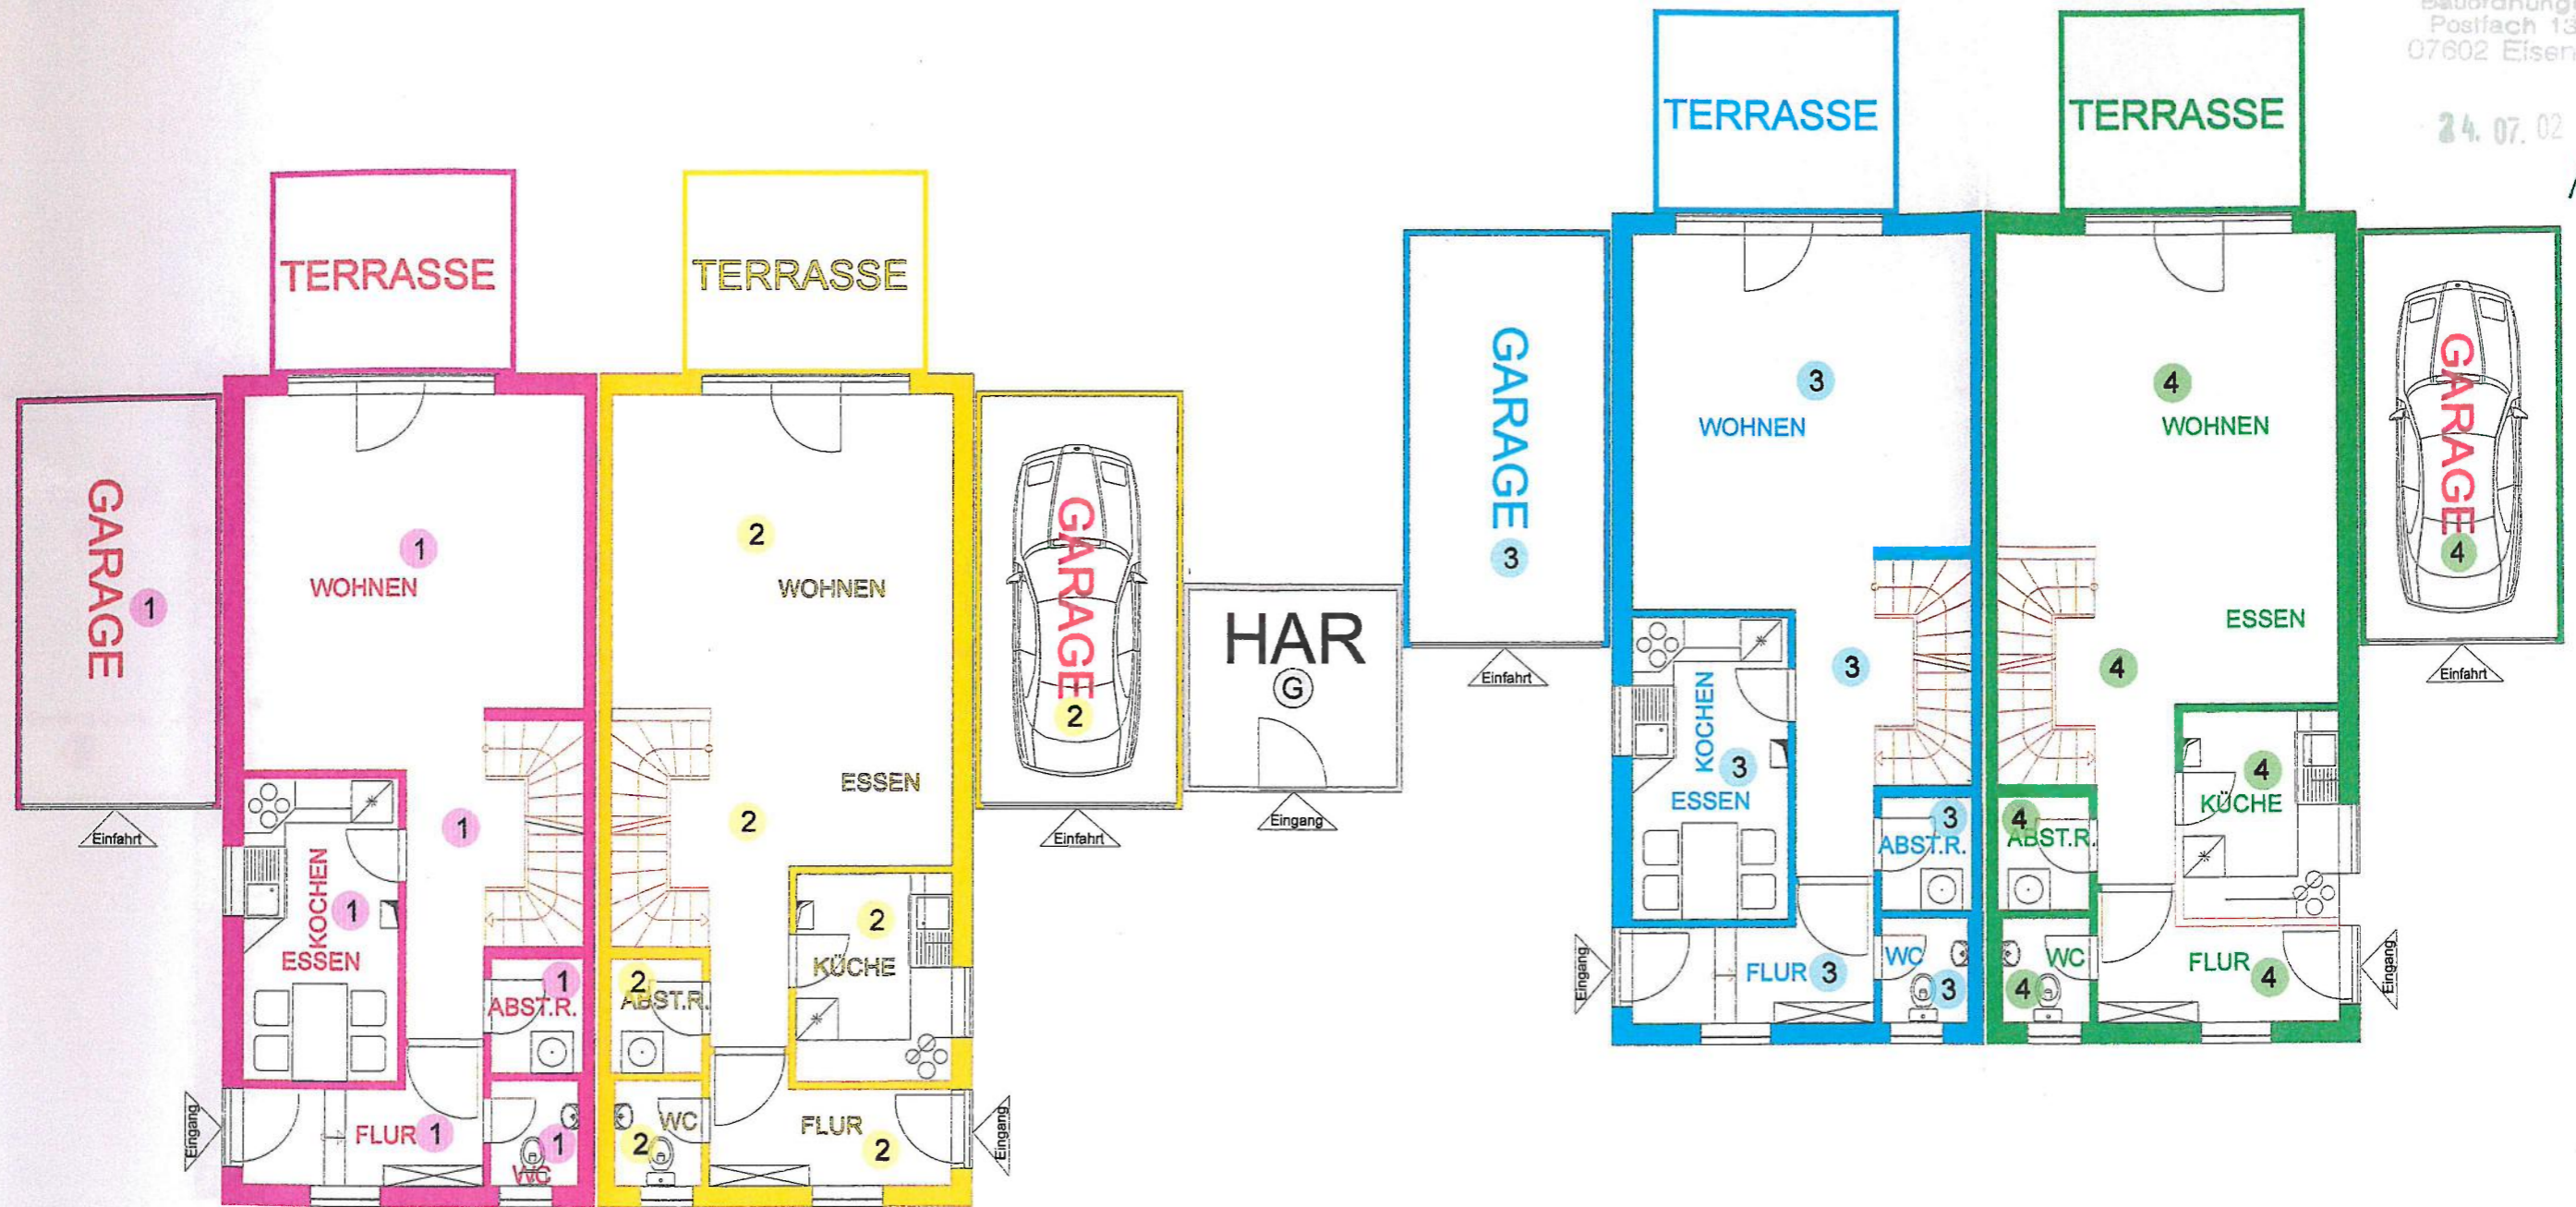 Postfach 13
07602 Eisen
24. 07. 02
TERRASSE
TERRASSE
TERRASSE
TERRASSE
GARAGE
1
Einfahrt
1
WOHNEN
1
KOCHEN
1
ESSEN
1
ABST.R.
Eingang
FLUR 1
1
WC
2
WOHNEN
ESSEN
2
2
KÜCHE
2
ABST.R.
WC
2
FLUR
2
Eingang
GARAGE
2
Einfahrt
HAR
G
Eingang
GARAGE
3
Einfahrt
3
WOHNEN
3
KOCHEN
3
ESSEN
3
ABST.R.
Eingang
FLUR 3
WC
3
4
WOHNEN
ESSEN
4
4
KÜCHE
4
ABST.R.
WC
4
FLUR
4
Eingang
GARAGE
4
Einfahrt